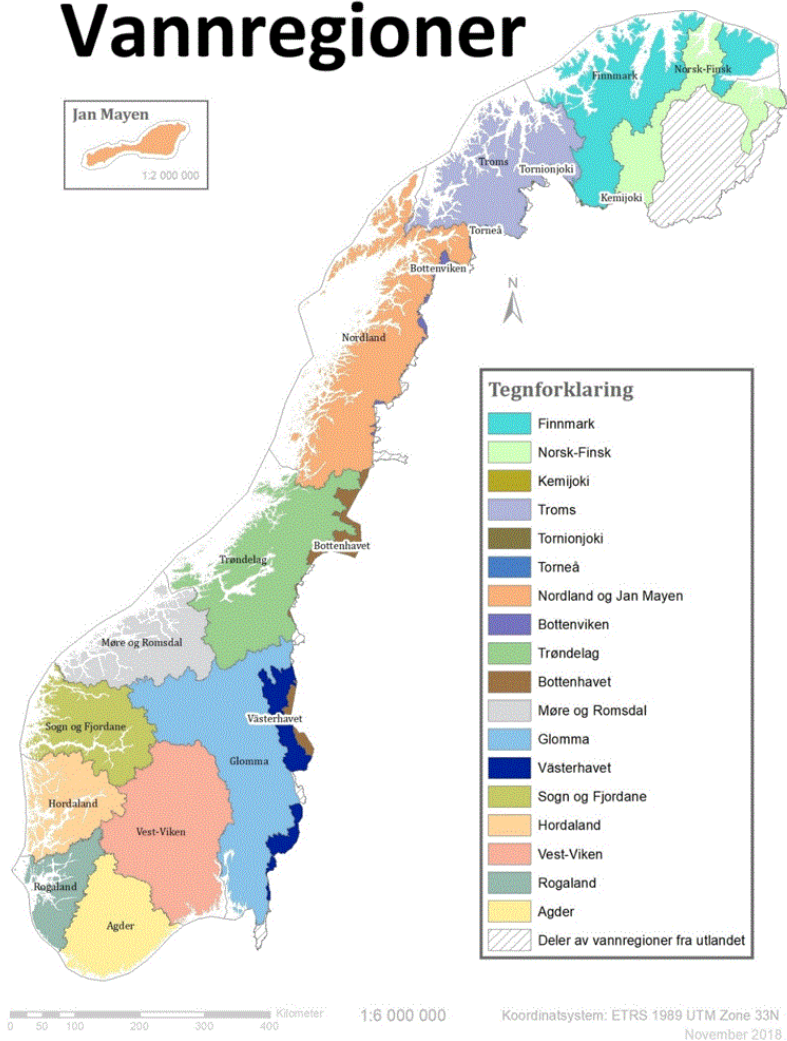 Vannregioner
Jan Mayen
1:2 000 000
Finnmark
Norsk-Finsk
Troms
Tornionjoki
Kemijoki
Torneå
Bottenviken
N
Nordland
Bottenhavet
Trøndelag
Møre og Romsdal
Sogn og Fjordane
Västerhavet
Glomma
Hordaland
Vest-Viken
Rogaland
Agder
Tegnforklaring
Finnmark
Norsk-Finsk
Kemijoki
Troms
Tornionjoki
Torneå
Nordland og Jan Mayen
Bottenviken
Trøndelag
Bottenhavet
Møre og Romsdal
Glomma
Västerhavet
Sogn og Fjordane
Hordaland
Vest-Viken
Rogaland
Agder
Deler av vannregioner fra utlandet
Kilometer
0 50 100 200 300 400
1:6 000 000
Koordinatsystem: ETRS 1989 UTM Zone 33N
November 2018